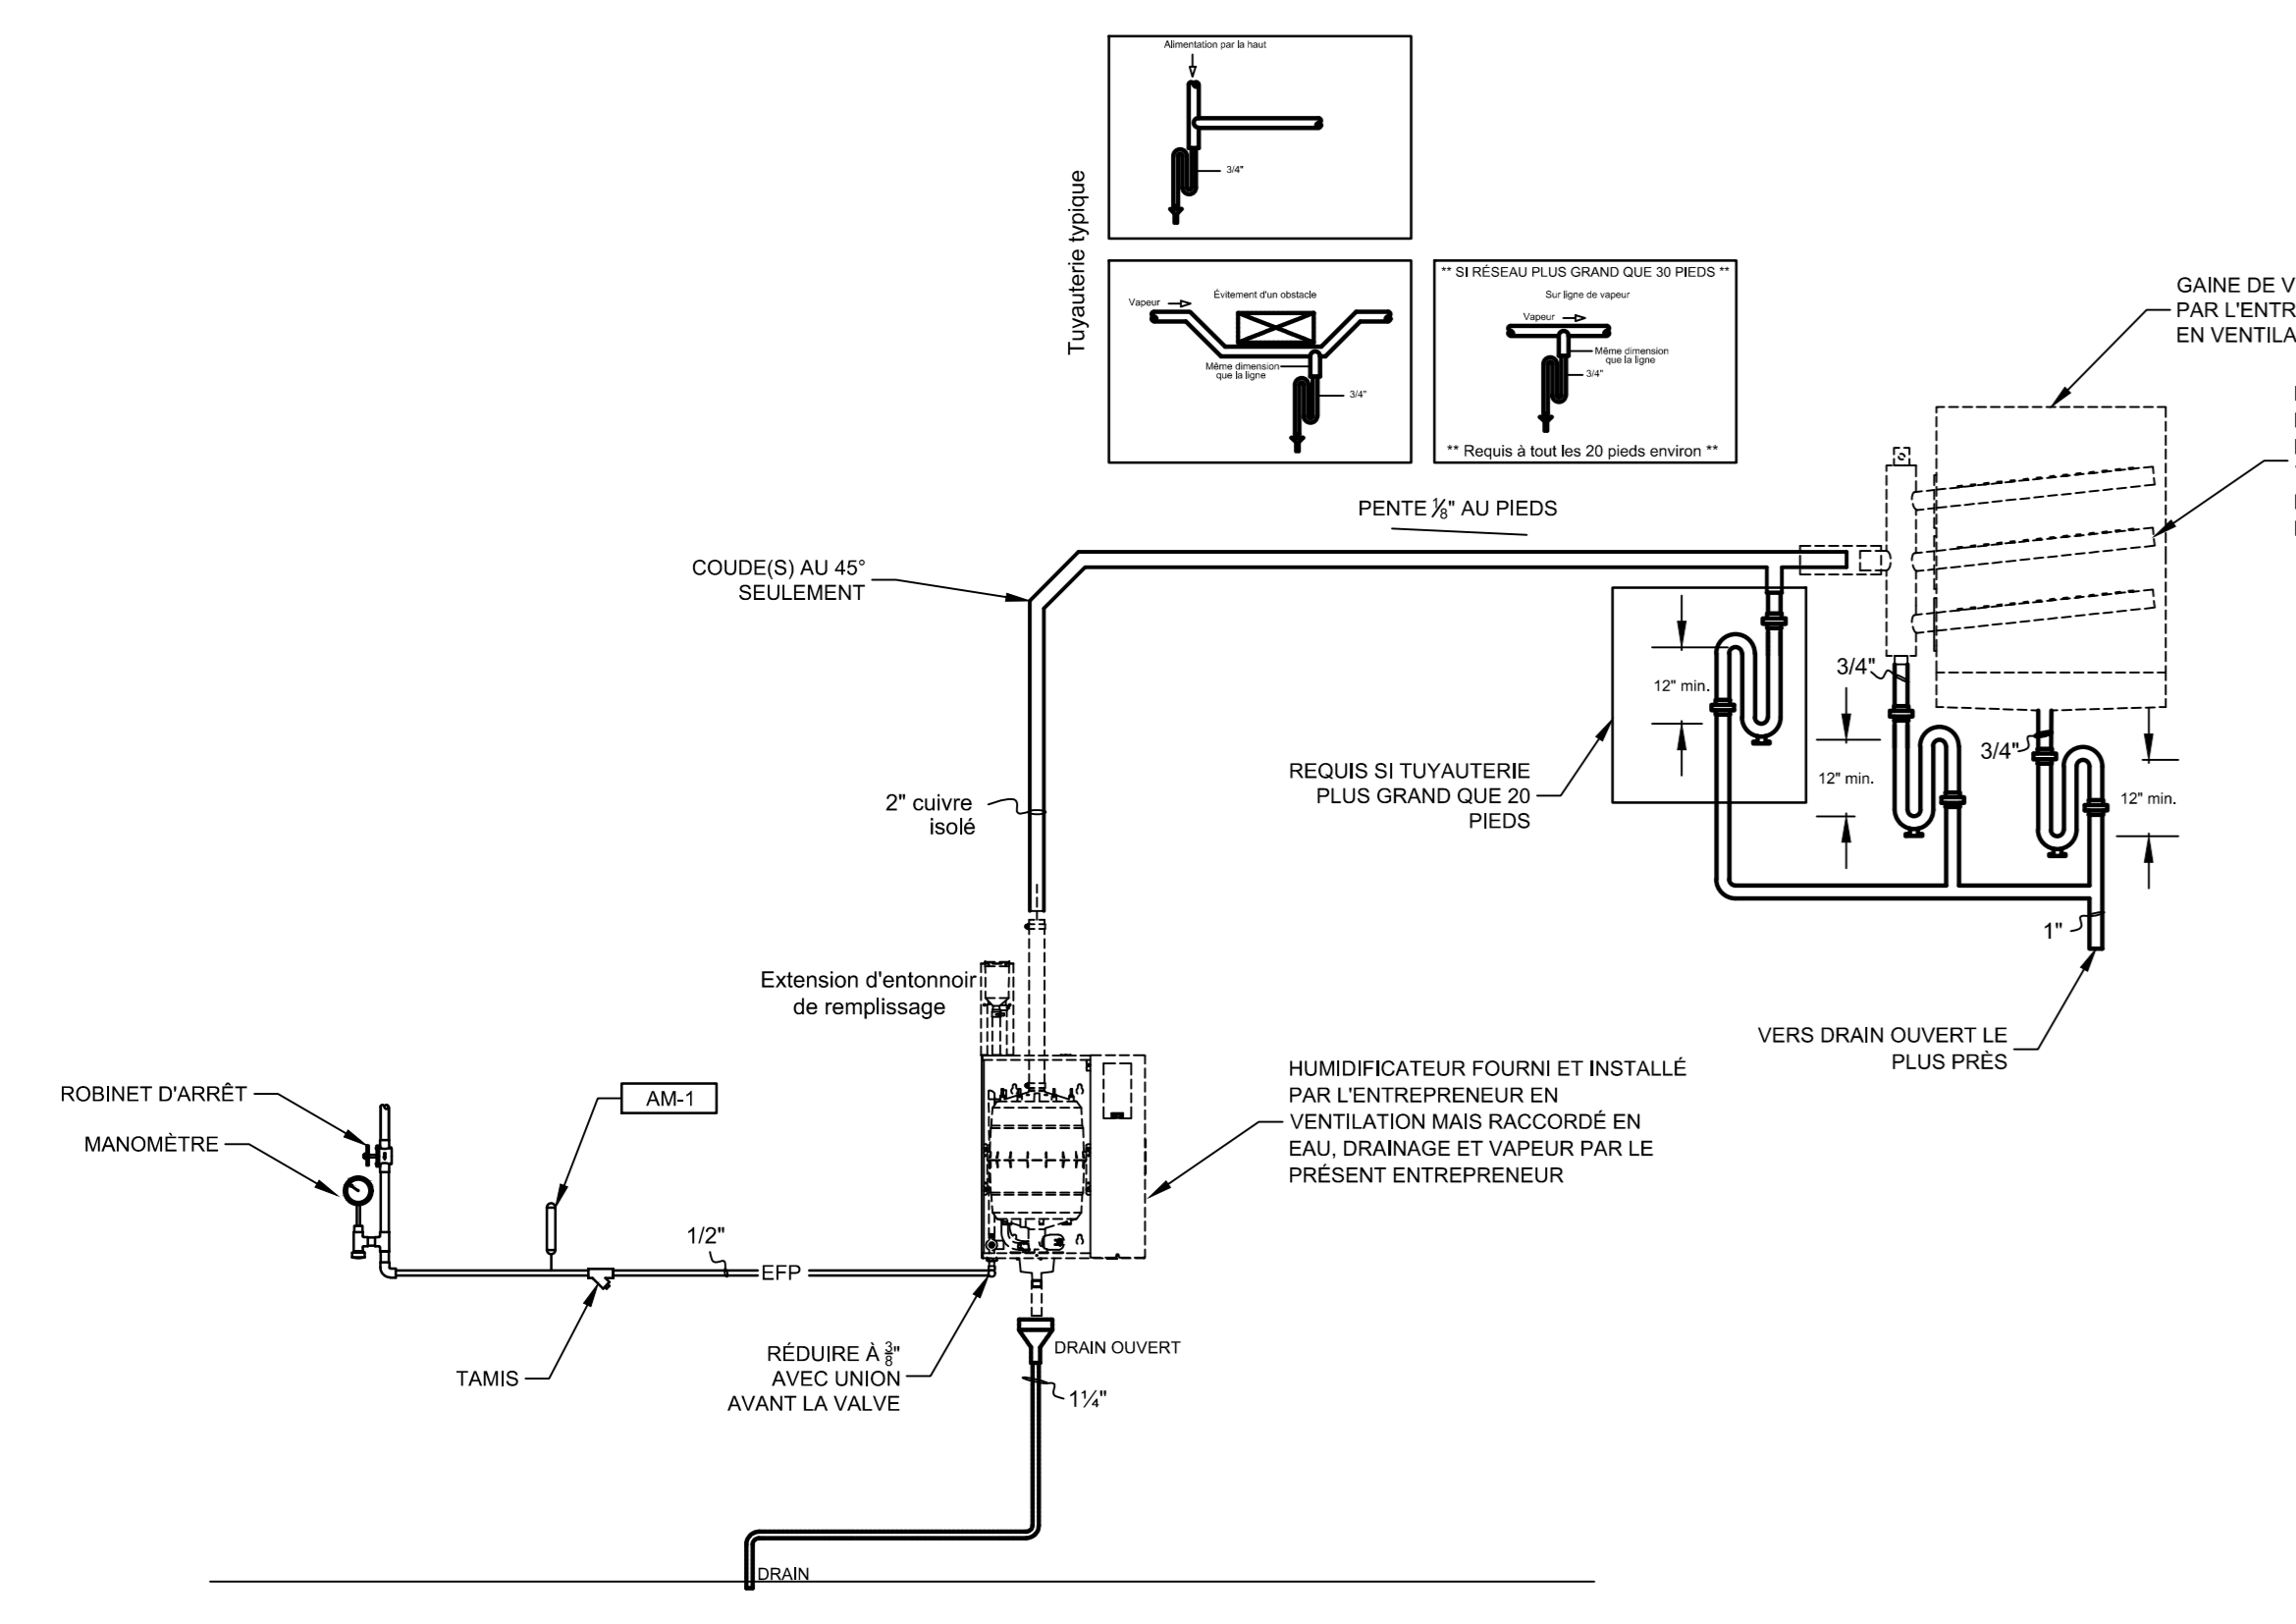 Alimentation par la haut
3/4"
Tuyauterie typique
Évitement d'un obstacle
Vapeur
Même dimension
que la ligne
3/4"
** SI RÉSEAU PLUS GRAND QUE 30 PIEDS **
Sur ligne de vapeur
Vapeur
Même dimension
que la ligne
3/4"
** Requis à tout les 20 pieds environ **
GAINE DE V
PAR L'ENTR
EN VENTILA
PENTE ⅛" AU PIEDS
COUDE(S) AU 45°
SEULEMENT
12" min.
3/4"
12" min.
3/4"
12" min.
REQUIS SI TUYAUTERIE
PLUS GRAND QUE 20
PIEDS
2" cuivre
isolé
1"
VERS DRAIN OUVERT LE
PLUS PRÈS
Extension d'entonnoir
de remplissage
HUMIDIFICATEUR FOURNI ET INSTALLÉ
PAR L'ENTREPRENEUR EN
VENTILATION MAIS RACCORDÉ EN
EAU, DRAINAGE ET VAPEUR PAR LE
PRÉSENT ENTREPRENEUR
ROBINET D'ARRÊT
MANOMÈTRE
AM-1
1/2"
EFP
TAMIS
RÉDUIRE À ⅜"
AVEC UNION
AVANT LA VALVE
DRAIN OUVERT
1¼"
DRAIN